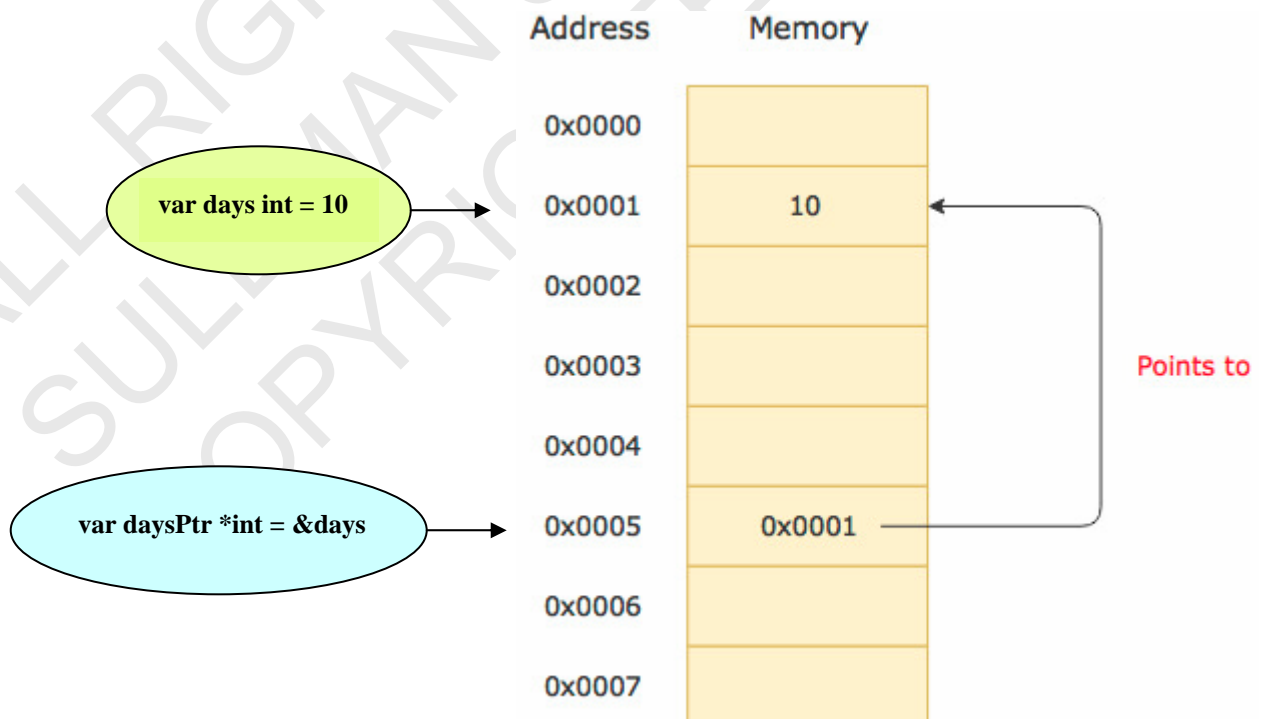 Address Memory
0x0000
var days int = 10
0x0001 10
0x0002
0x0003
Points to
0x0004
var daysPtr *int = &days
0x0005 0x0001
0x0006
0x0007